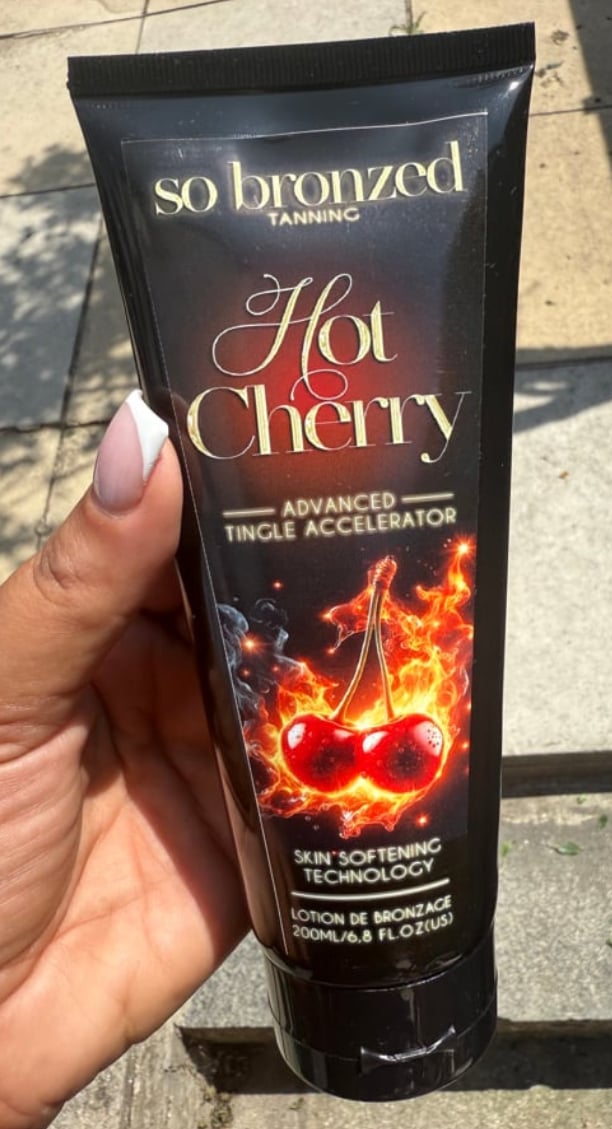 so bronzed
TANNING
Hot
Cherry
ADVANCED
TINGLE ACCELERATOR
SKIN SOFTENING
TECHNOLOGY
LOTION DE BRONZAGE
200ML/6,8 FL.OZ(US)